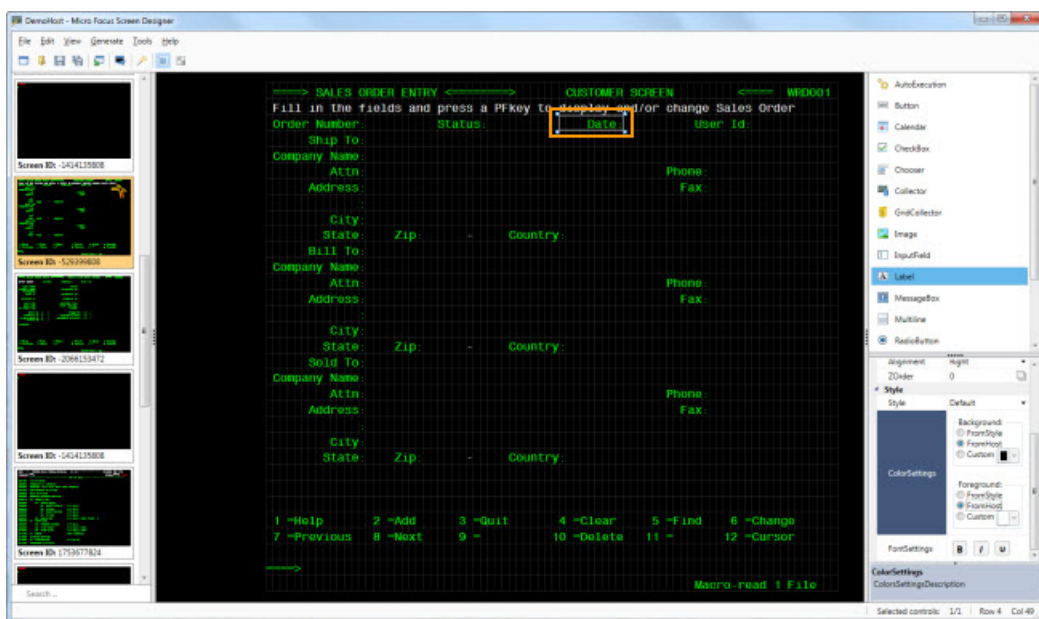 DemoHost - Micro Focus Screen Designer
File Edit View Generate Tools Help
Screen ID: -1414135808
Screen ID: -529399808
Screen ID: -2066153472
Screen ID: -1414135808
Screen ID: 1753677824
Search ...
====> SALES ORDER ENTRY <==== CUSTOMER SCREEN <==== WRD001
Fill in the fields and press a PFkey to display and/or change Sales Order
Order Number: Status: Date: User Id:
Ship To:
Company Name:
Attn: Phone:
Address: Fax:
:
City:
State: Zip: - Country:
Bill To:
Company Name:
Attn: Phone:
Address: Fax:
:
City:
State: Zip: - Country:
Sold To:
Company Name:
Attn: Phone:
Address: Fax:
:
City:
State: Zip: - Country:
1 =Help 2 =Add 3 =Quit 4 =Clear 5 =Find 6 =Change
7 =Previous 8 =Next 9 = 10 =Delete 11 = 12 =Cursor
====>
Macro-read 1 File
AutoExecution
Button
Calendar
CheckBox
Chooser
Collector
GridCollector
Image
InputField
Label
MessageBox
Multiline
RadioButton
Alignment Right
ZOrder 0
Style
Style Default
ColorSettings
Background:
FromStyle
FromHost
Custom
Foreground:
FromStyle
FromHost
Custom
FontSettings B I U
ColorSettings
ColorsSettingsDescription
Selected controls: 1/1 Row 4 Col 49